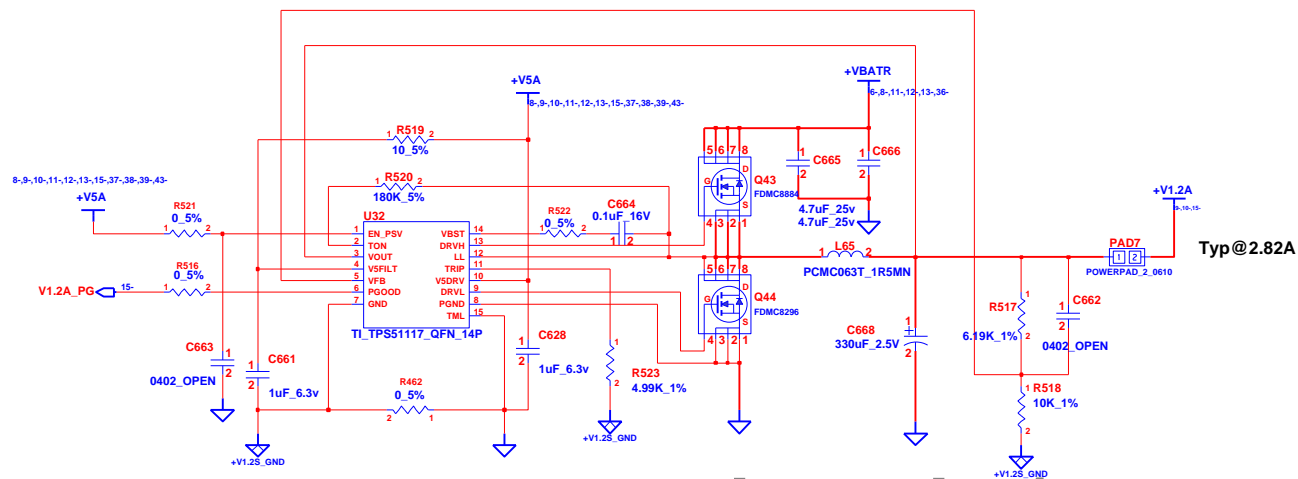 +V5A
8-,9-,10-,11-,12-,13-,15-,37-,38-,39-,43-
+VBATR
6-,8-,11-,12-,13-,36-
1 R519 2
10_5%
5 6 7 8
1 C665 2
1 C666 2
4.7uF_25v
4.7uF_25v
D
G
S
Q43
FDMC8884
4 3 2 1
8-,9-,10-,11-,12-,13-,15-,37-,38-,39-,43-
+V5A
1 R520 2
180K_5%
R521
0_5%
1 2
U32
1 EN_PSV
2 TON
3 VOUT
4 V5FILT
5 VFB
6 PGOOD
7 GND
VBST 14
DRVH 13
LL 12
TRIP 11
V5DRV 10
DRVL 9
PGND 8
TML 15
TI_TPS51117_QFN_14P
R522
0_5%
1 2
C664
0.1uF_16V
1 2
+V1.2A
9-,10-,15-
PAD7
1 2
POWERPAD_2_0610
Typ@2.82A
1 L65 2
PCMC063T_1R5MN
R516
0_5%
1 2
V1.2A_PG
15-
5 6 7 8
D
G
S
Q44
FDMC8296
4 3 2 1
1
R517
2
6.19K_1%
1
C662
2
0402_OPEN
1
C668
330uF_2.5V
2
C663
1
2
0402_OPEN
C661
1
2
1uF_6.3v
1
C628
2
1uF_6.3v
1
R523
2
4.99K_1%
R462
0_5%
2 1
1
R518
10K_1%
2
+V1.2S_GND
+V1.2S_GND
+V1.2S_GND